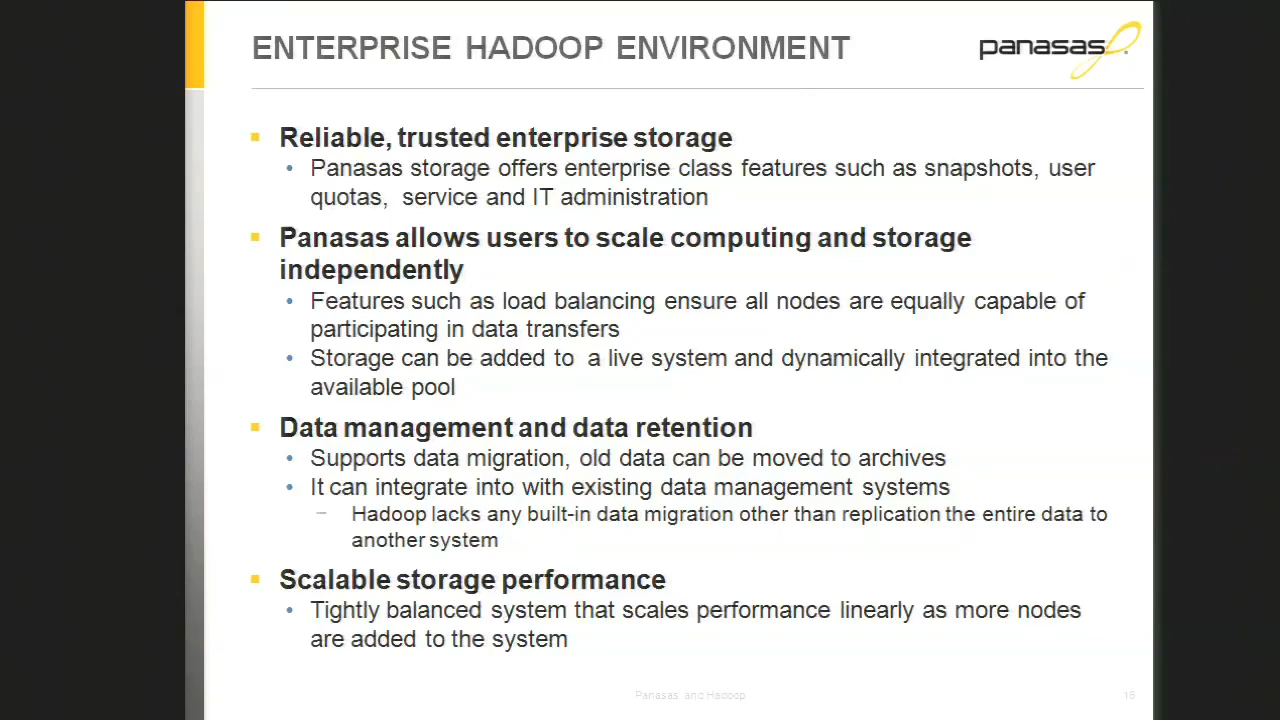 ENTERPRISE HADOOP ENVIRONMENT
panasas
Reliable, trusted enterprise storage
Panasas storage offers enterprise class features such as snapshots, user
quotas, service and IT administration
Panasas allows users to scale computing and storage
independently
Features such as load balancing ensure all nodes are equally capable of
participating in data transfers
Storage can be added to a live system and dynamically integrated into the
available pool
Data management and data retention
Supports data migration, old data can be moved to archives
It can integrate into with existing data management systems
Hadoop lacks any built-in data migration other than replication the entire data to
another system
Scalable storage performance
Tightly balanced system that scales performance linearly as more nodes
are added to the system
Panasas and Hadoop
16